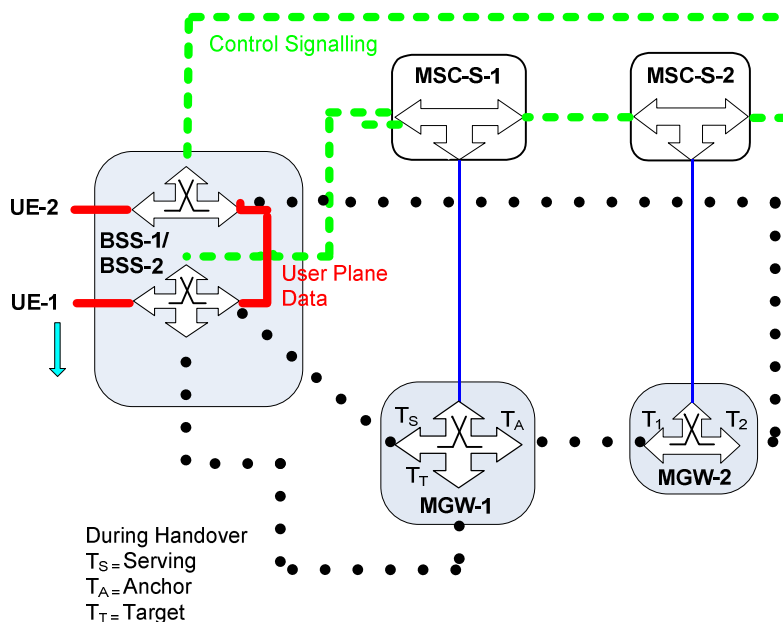 Control Signalling
MSC-S-1
MSC-S-2
UE-2
BSS-1/
BSS-2
User Plane
Data
UE-1
TS
TA
TT
MGW-1
T1
T2
MGW-2
During Handover
TS=Serving
TA=Anchor
TT=Target